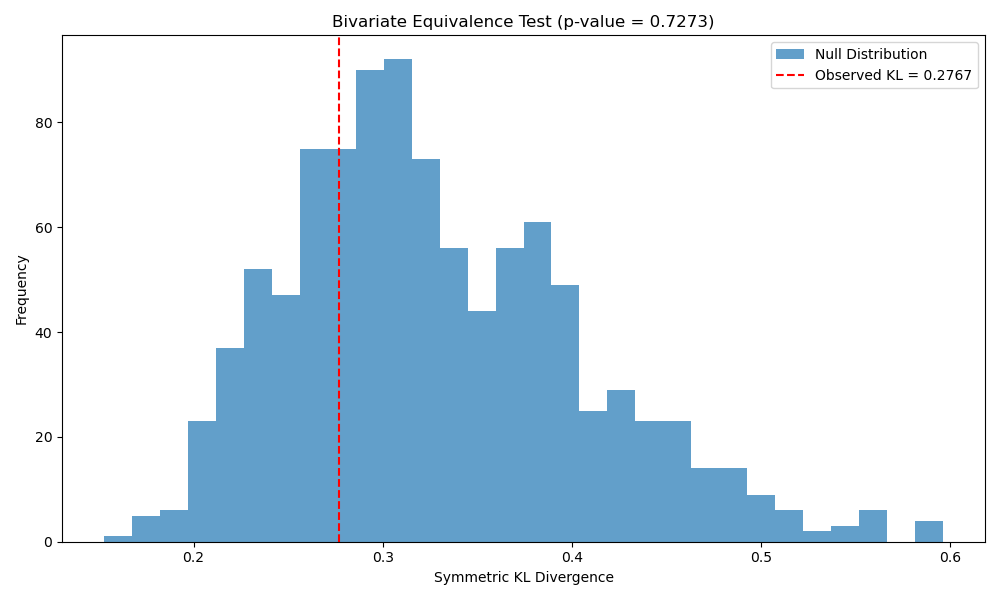 Bivariate Equivalence Test (p-value = 0.7273)
Null Distribution
Observed KL = 0.2767
Frequency
80
60
40
20
0
0.2 0.3 0.4 0.5 0.6
Symmetric KL Divergence